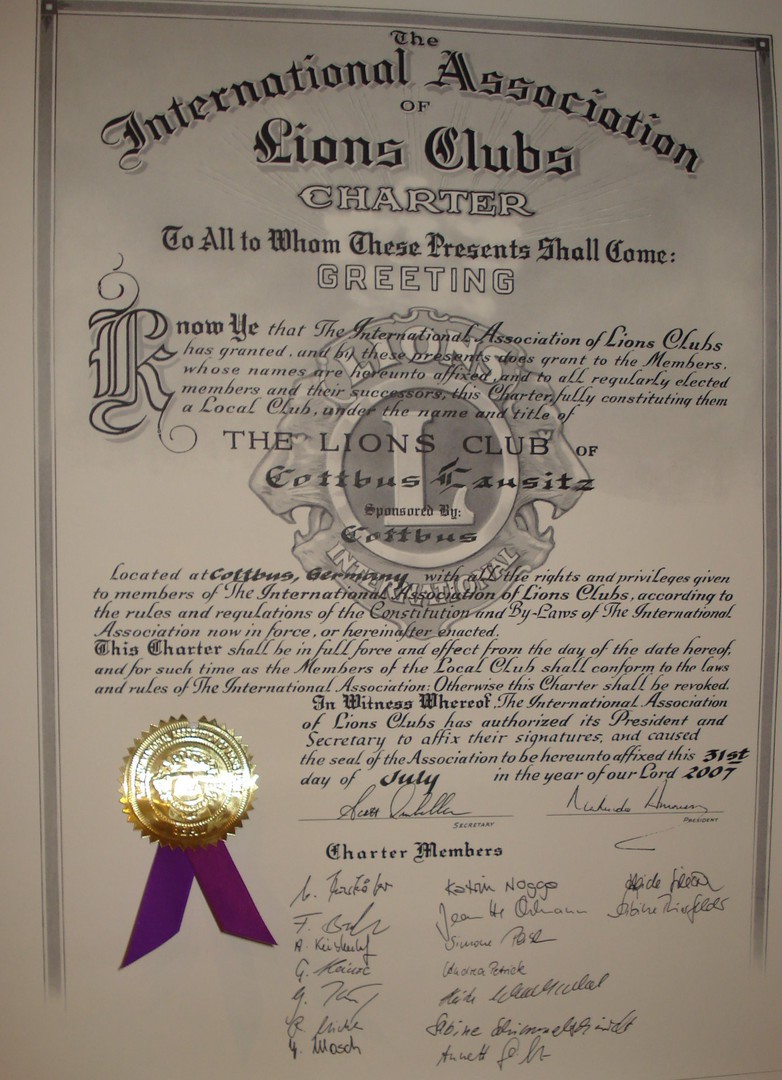 The
International Association
OF
Lions Clubs
CHARTER
To All to Whom These Presents Shall Come:
GREETING
Know Ye that The International Association of Lions Clubs
has granted, and by these presents does grant to the Members,
whose names are hereunto affixed, and to all regularly elected
members and their successors, this Charter, fully constituting them
a Local Club, under the name and title of
THE LIONS CLUB OF
Cottbus Lausitz
Sponsored By:
Cottbus
LIONS
L
INTERNATIONAL
Located at Cottbus, Germany with all the rights and privileges given
to members of The International Association of Lions Clubs, according to
the rules and regulations of the Constitution and By-Laws of The International
Association now in force, or hereinafter enacted.
This Charter shall be in full force and effect from the day of the date hereof,
and for such time as the Members of the Local Club shall conform to the laws
and rules of The International Association: Otherwise this Charter shall be revoked.
In Witness Whereof, The International Association
of Lions Clubs has authorized its President and
Secretary to affix their signatures, and caused
the seal of the Association to be hereunto affixed this 31st
day of July in the year of our Lord 2007
SECRETARY
PRESIDENT
Charter Members
Katrin Noggo
Simone
Andrea Petrick
Sabine
G. Mosch
Annett